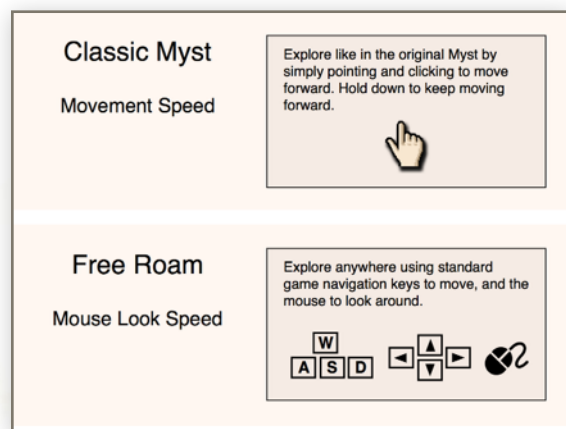 Classic Myst
Movement Speed
Explore like in the original Myst by
simply pointing and clicking to move
forward. Hold down to keep moving
forward.
Free Roam
Mouse Look Speed
Explore anywhere using standard
game navigation keys to move, and the
mouse to look around.
W
A S D